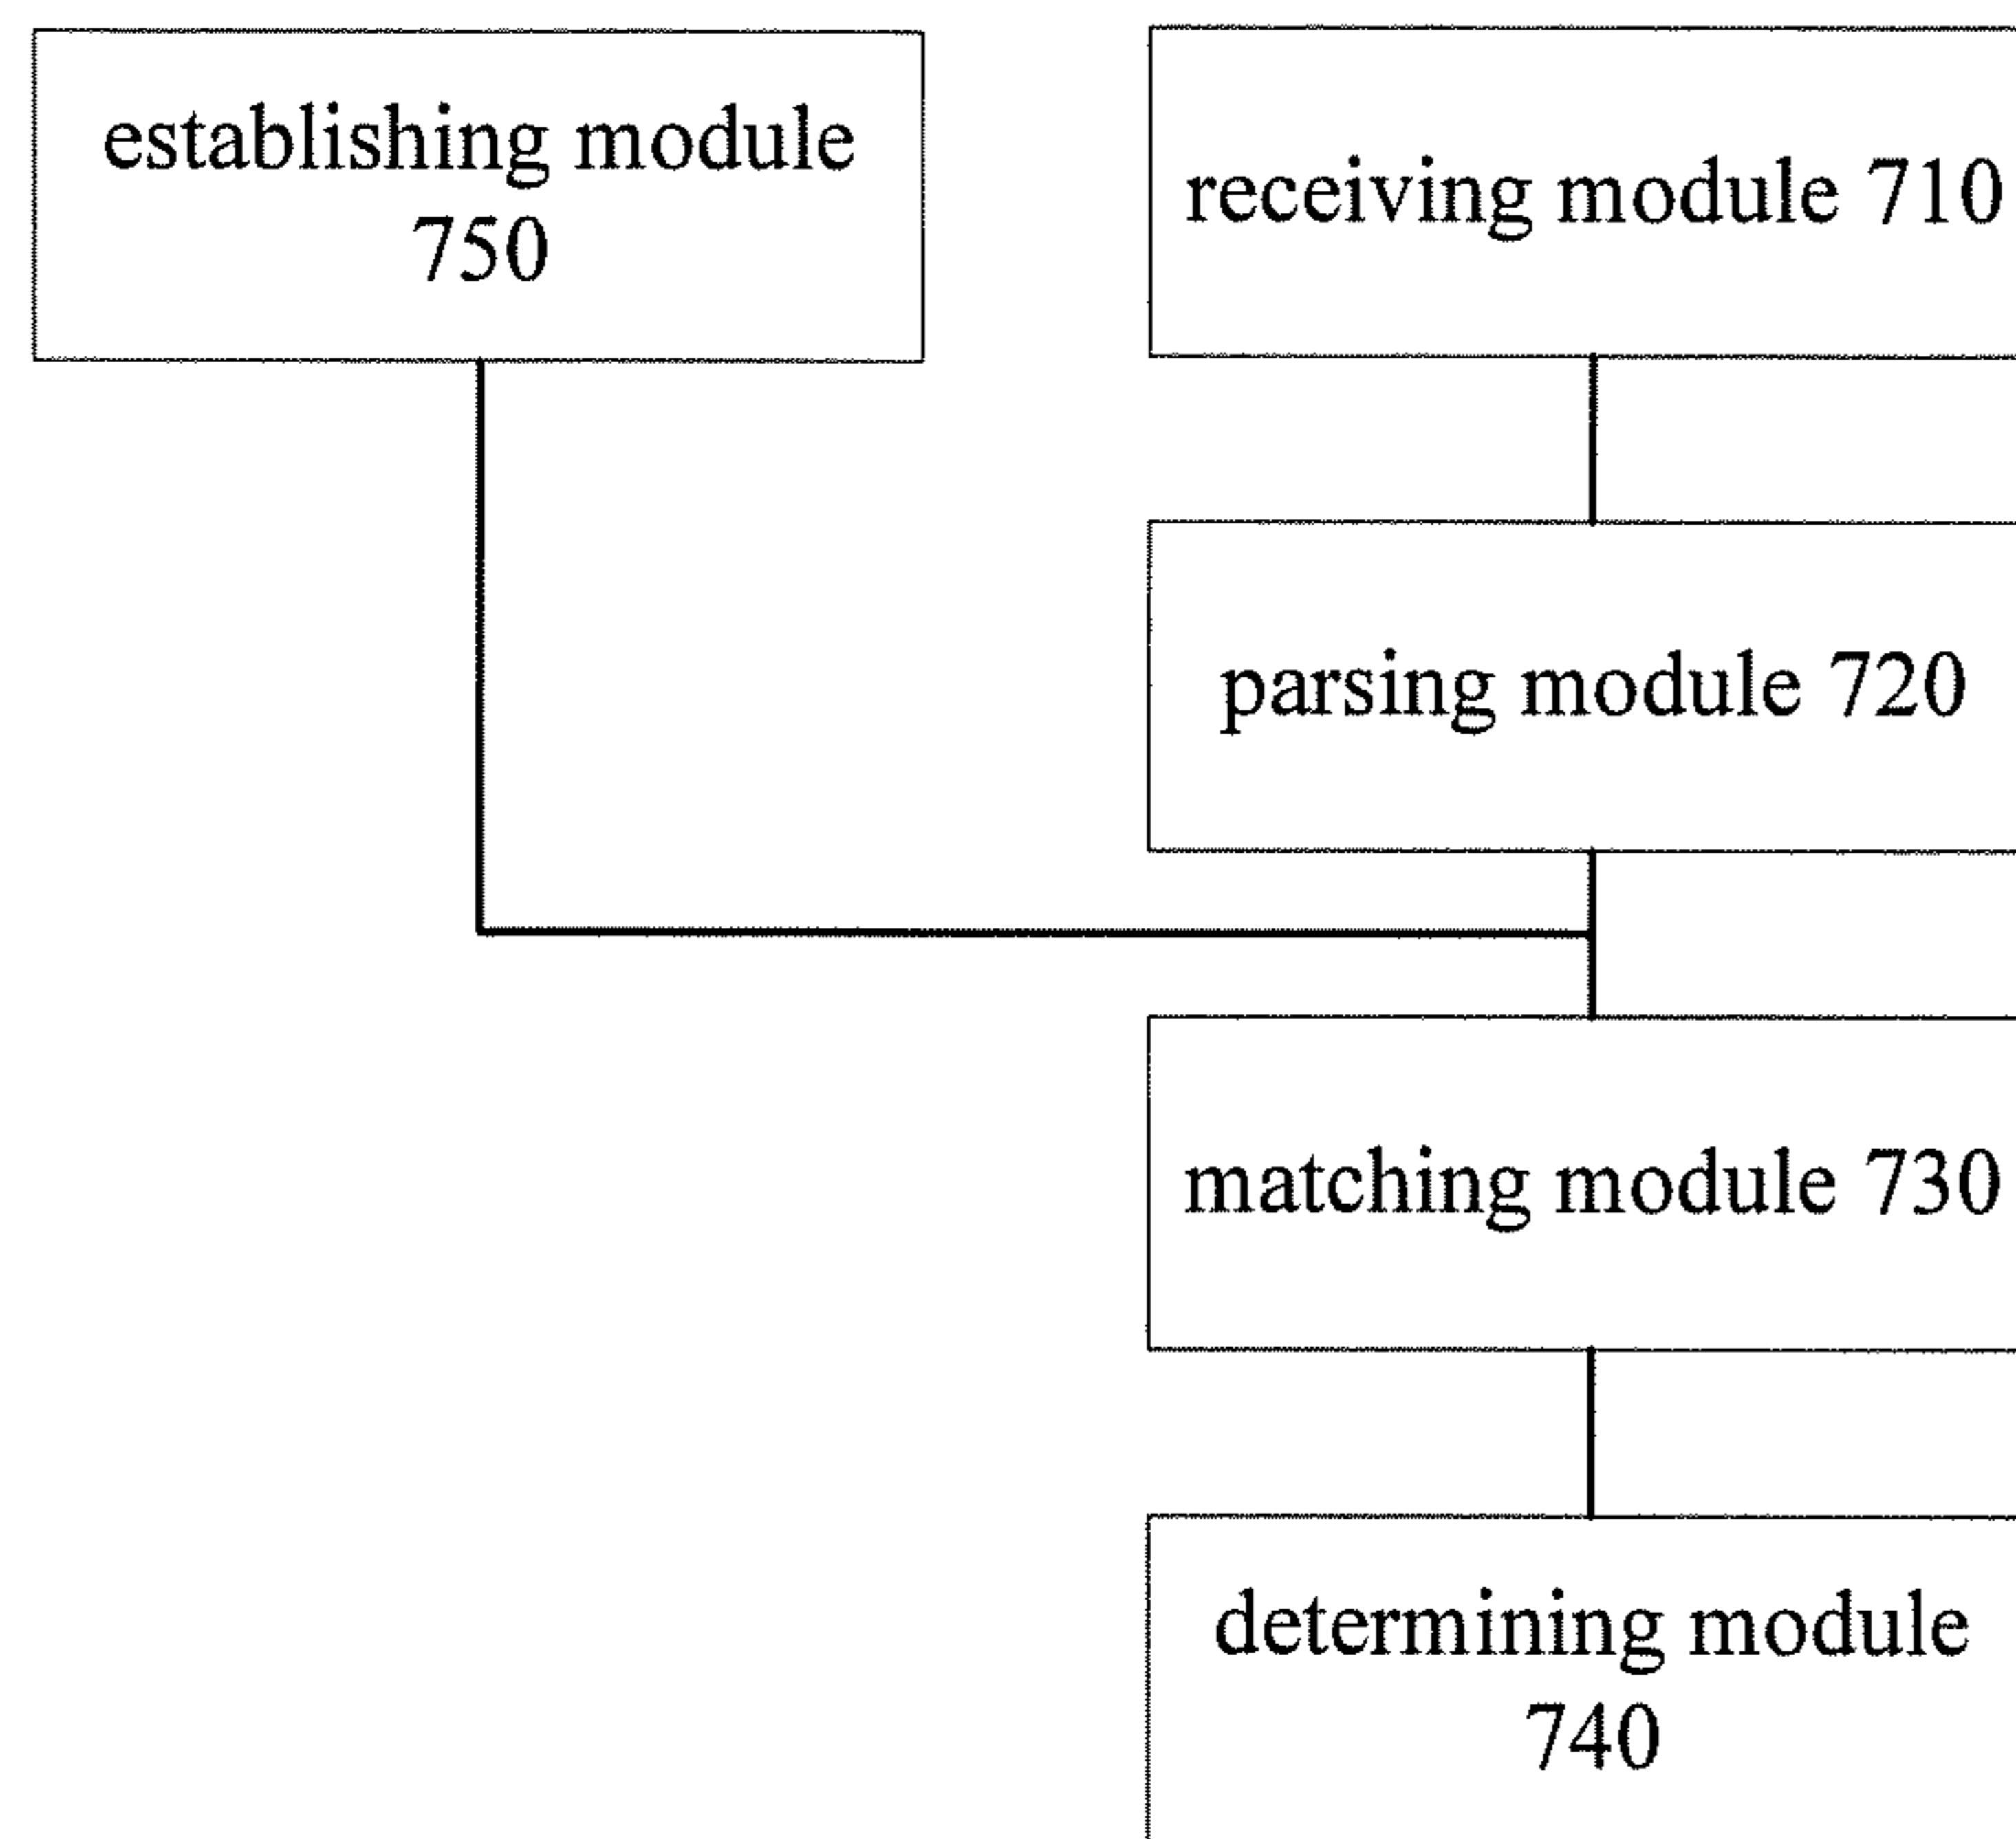 establishing module
750
receiving module 710
parsing module 720
matching module 730
determining module
740